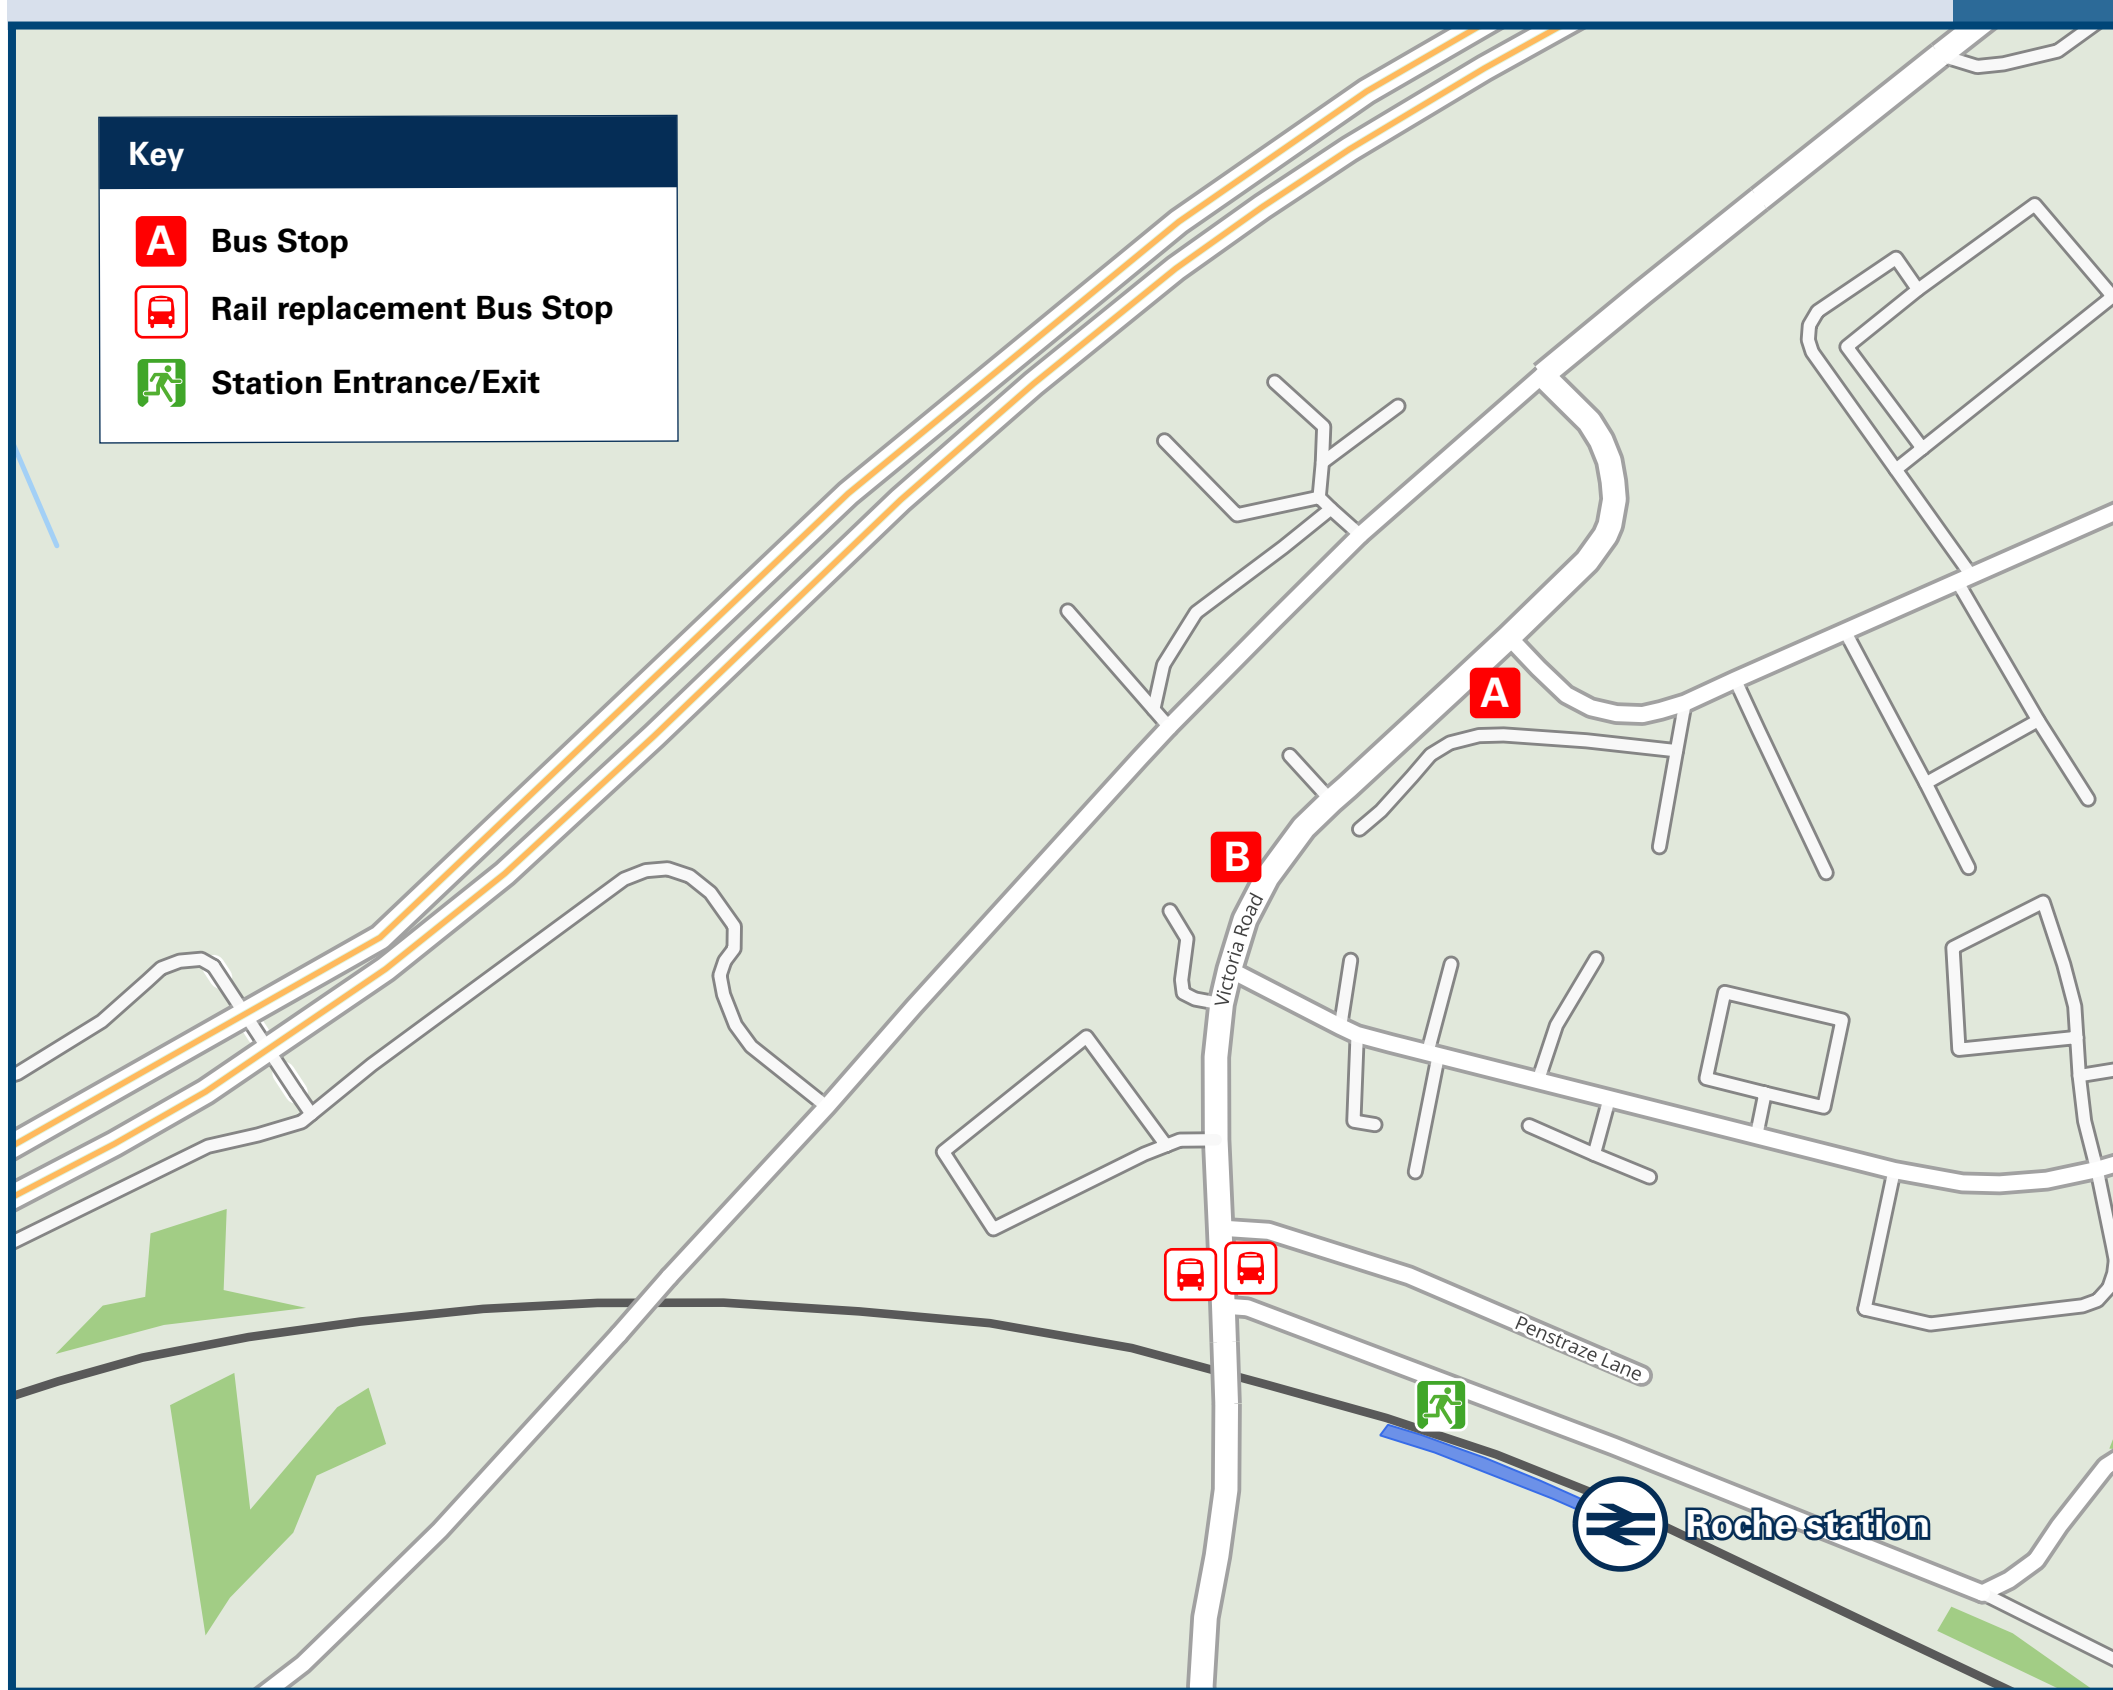 Key
A Bus Stop
Rail replacement Bus Stop
Station Entrance/Exit
A
B
Victoria Road
Penstraze Lane
Roche station